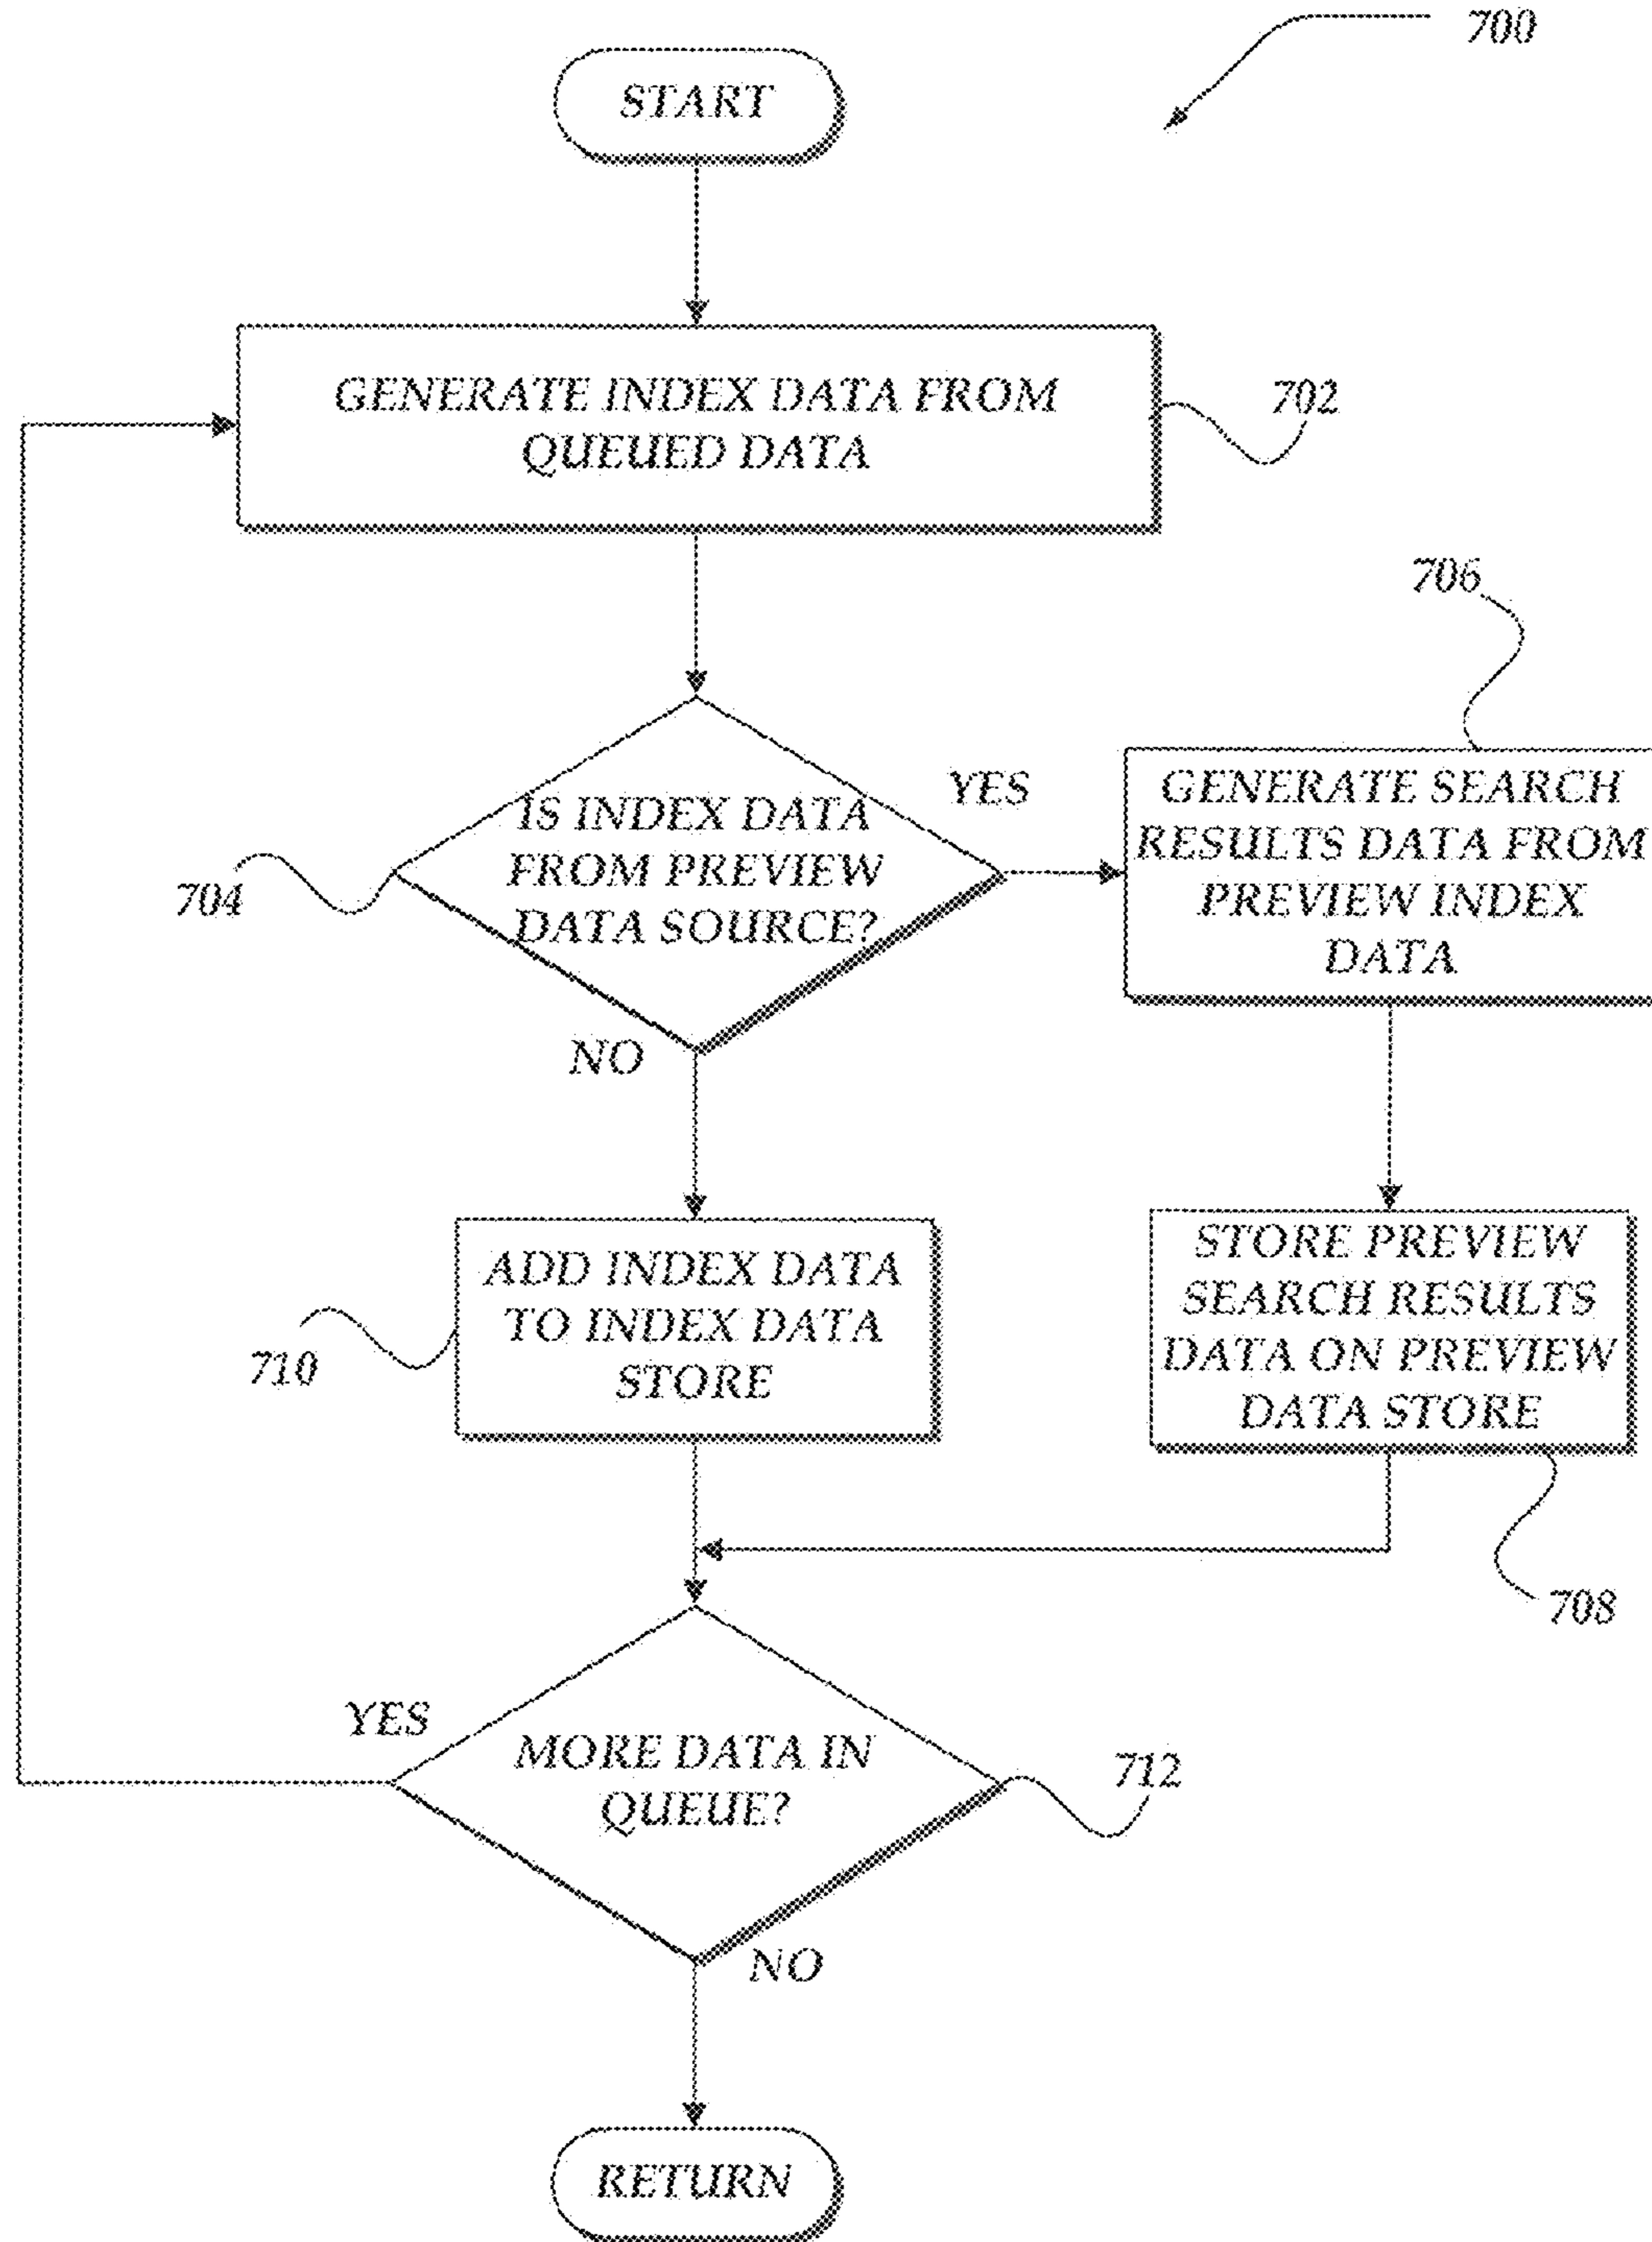 700
START
GENERATE INDEX DATA FROM
QUEUED DATA
702
706
IS INDEX DATA
FROM PREVIEW
DATA SOURCE?
704
YES
GENERATE SEARCH
RESULTS DATA FROM
PREVIEW INDEX
DATA
NO
ADD INDEX DATA
TO INDEX DATA
STORE
710
STORE PREVIEW
SEARCH RESULTS
DATA ON PREVIEW
DATA STORE
708
YES
MORE DATA IN
QUEUE?
712
NO
RETURN